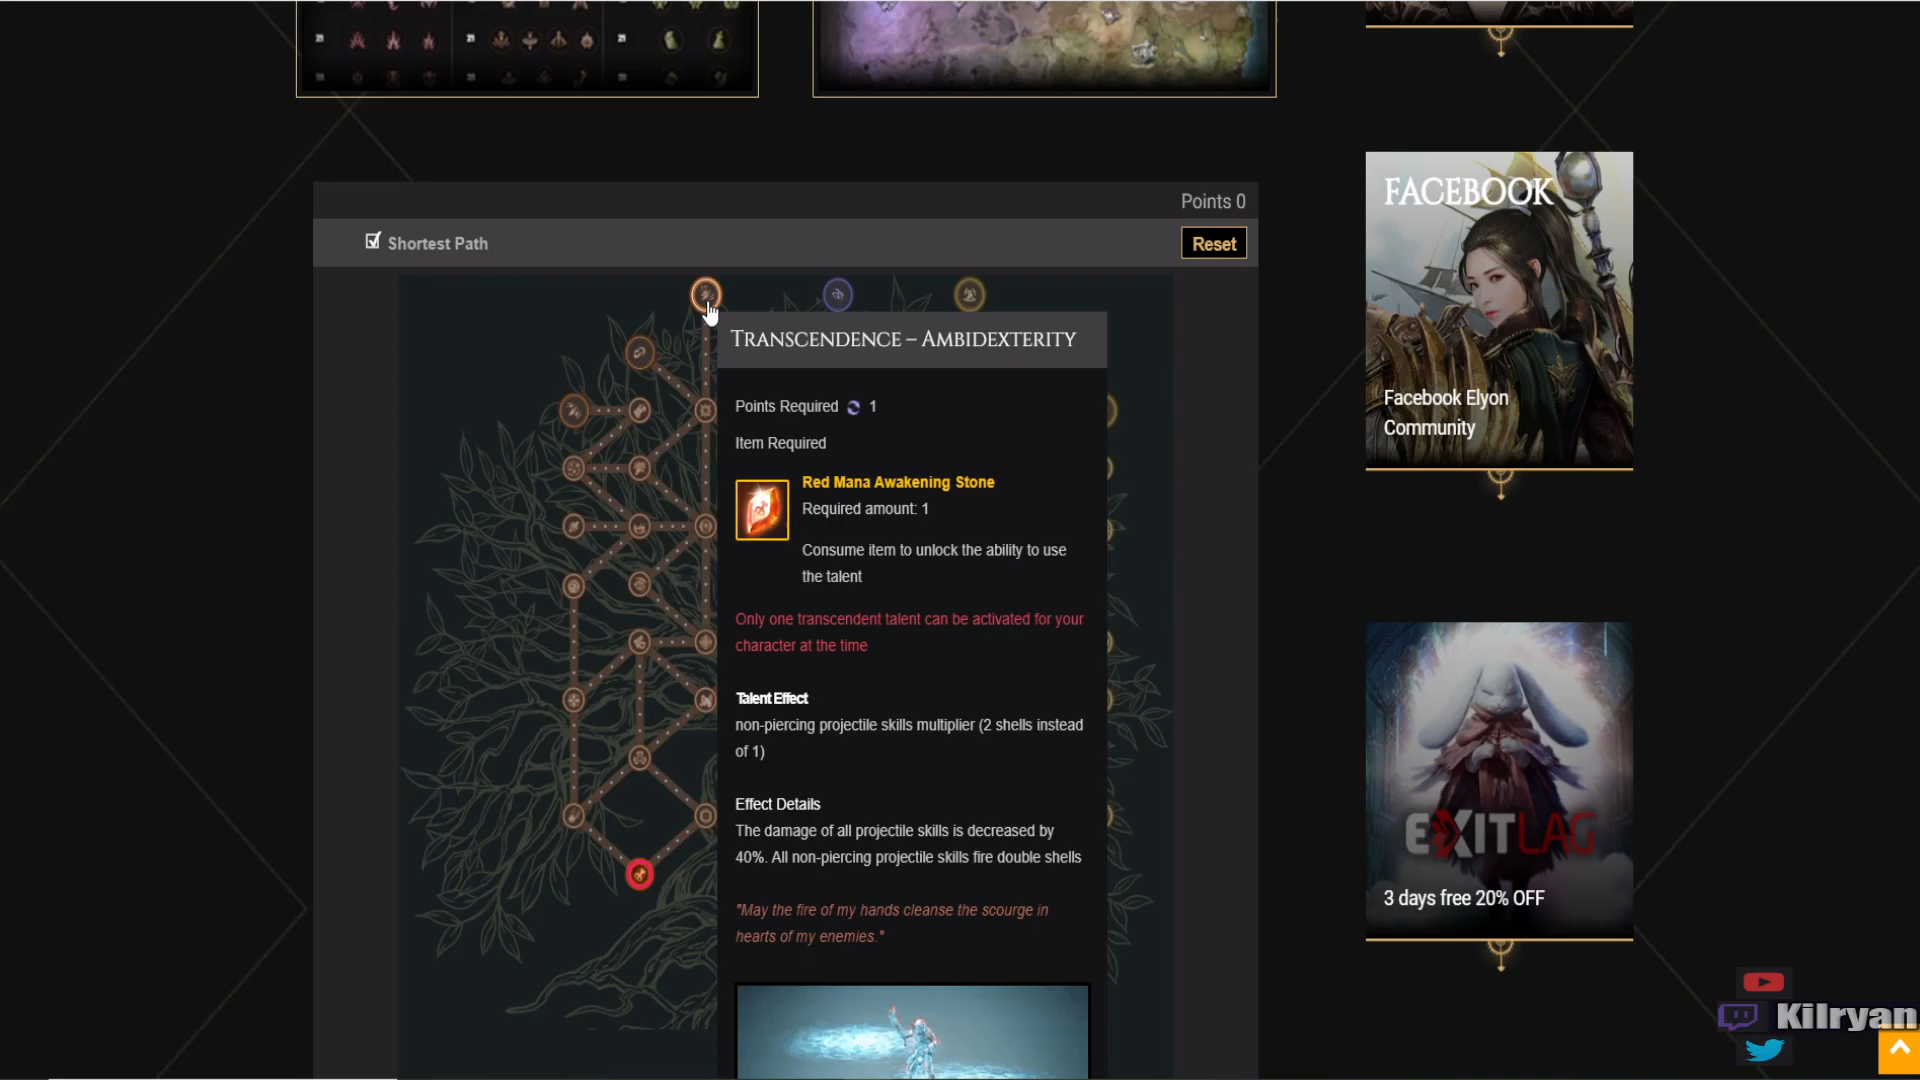 21
21
21
Points 0
Shortest Path
Reset
TRANSCENDENCE – AMBIDEXTERITY
Points Required 1
Item Required
Red Mana Awakening Stone
Required amount: 1
Consume item to unlock the ability to use
the talent
Only one transcendent talent can be activated for your
character at the time
Talent Effect
non-piercing projectile skills multiplier (2 shells instead
of 1)
Effect Details
The damage of all projectile skills is decreased by
40%. All non-piercing projectile skills fire double shells
"May the fire of my hands cleanse the scourge in
hearts of my enemies."
FACEBOOK
Facebook Elyon
Community
EXITLAG
3 days free 20% OFF
Kilryan